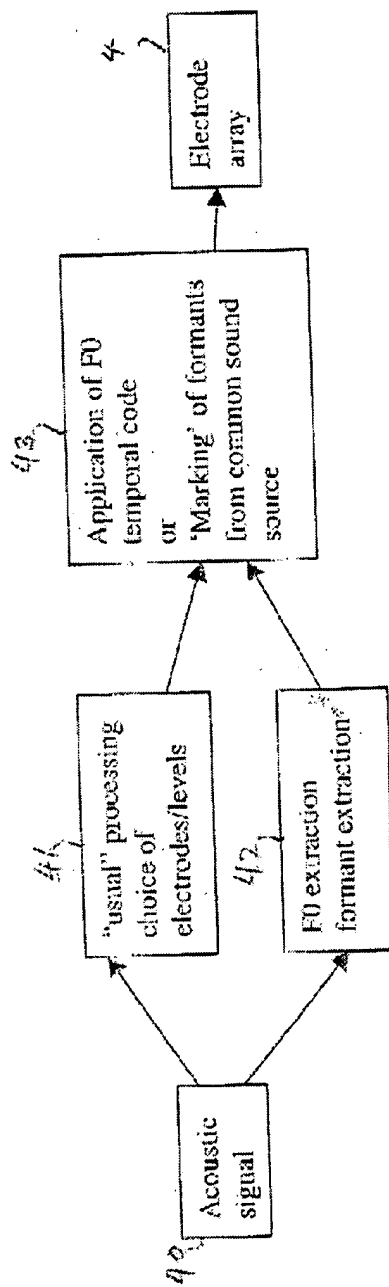 40
Acoustic
signal
41
"usual" processing
choice of
electrodes/levels
42
F0 extraction
formant extraction
43
Application of F0
temporal code
or
'Marking' of formants
from common sound
source
4
Electrode
array